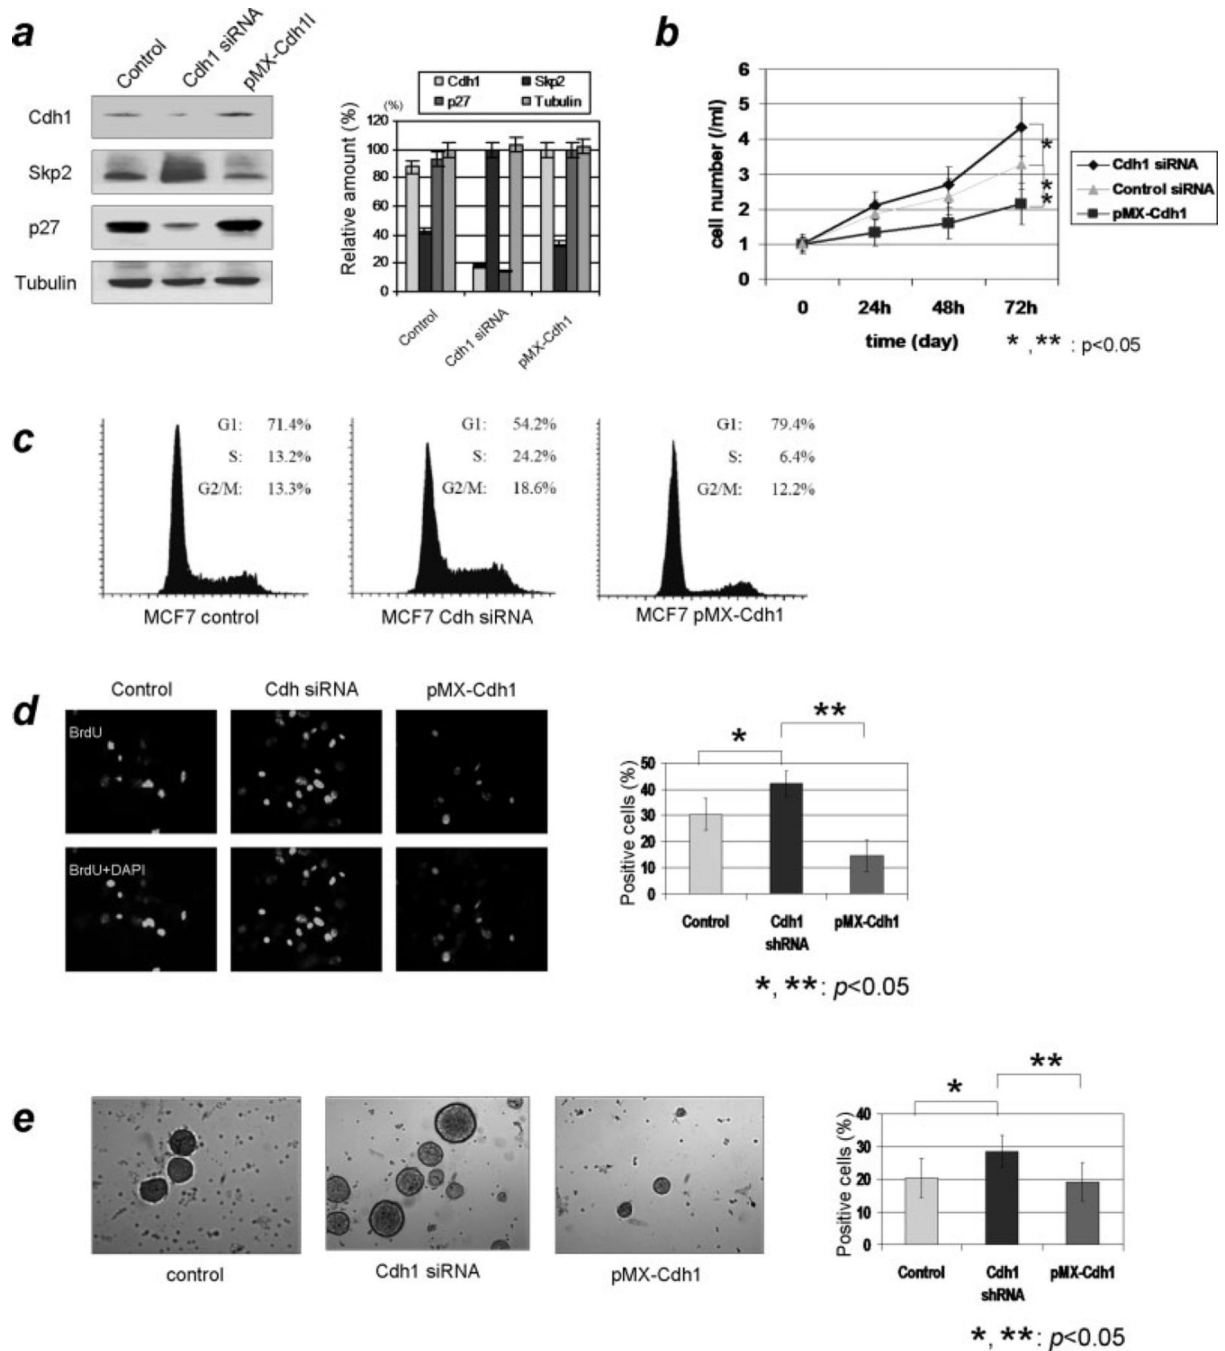 a
Control
Cdh1 siRNA
pMX-Cdh1l
Cdh1
Skp2
p27
Tubulin
Cdh1 Skp2
p27 Tubulin
(%)
Relative amount (%)
120
100
80
60
40
20
0
Control
Cdh1 siRNA
pMX-Cdh1
b
cell number (/ml)
6
5
4
3
2
1
0
0 24h 48h 72h
time (day)
*
*
*
Cdh1 siRNA
Control siRNA
pMX-Cdh1
* ,** : p<0.05
c
G1: 71.4%
S: 13.2%
G2/M: 13.3%
MCF7 control
G1: 54.2%
S: 24.2%
G2/M: 18.6%
MCF7 Cdh siRNA
G1: 79.4%
S: 6.4%
G2/M: 12.2%
MCF7 pMX-Cdh1
d
Control Cdh siRNA pMX-Cdh1
BrdU
BrdU+DAPI
* **
Positive cells (%)
50
40
30
20
10
0
Control Cdh1 pMX-Cdh1
shRNA
*, **: p<0.05
e
control Cdh1 siRNA pMX-Cdh1
* **
Positive cells (%)
40
30
20
10
0
Control Cdh1 pMX-Cdh1
shRNA
*, **: p<0.05